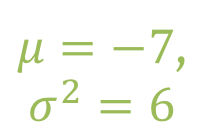 μ = −7,
σ² = 6